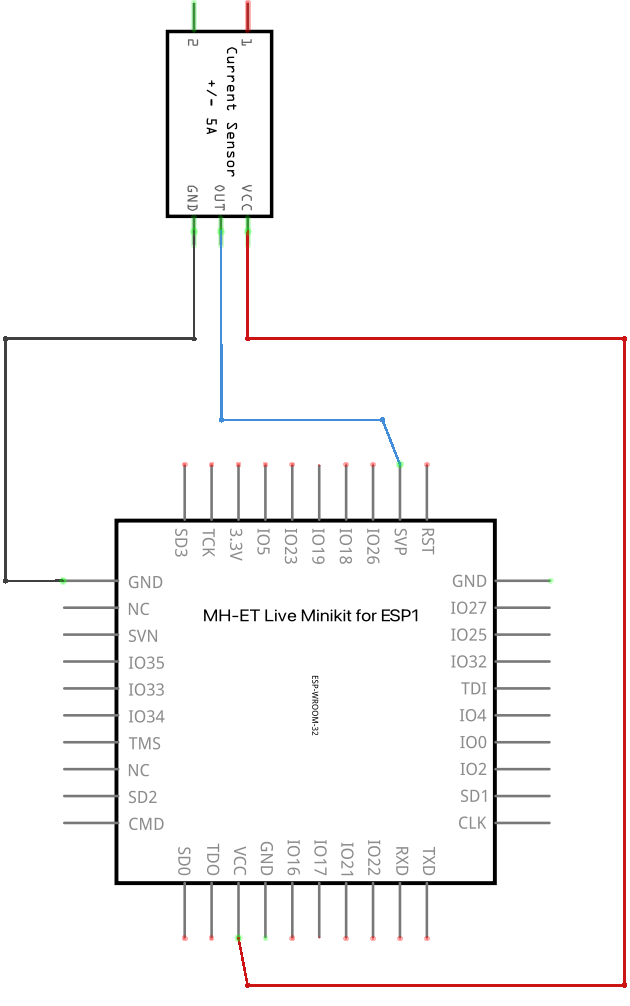 2
1
Current Sensor
+/- 5A
GND
OUT
VCC
SD3
TCK
3.3V
IO5
IO23
IO19
IO18
IO26
SVP
RST
GND
NC
SVN
IO35
IO33
IO34
TMS
NC
SD2
CMD
MH-ET Live Minikit for ESP1
ESP-WROOM-32
GND
IO27
IO25
IO32
TDI
IO4
IO0
IO2
SD1
CLK
SD0
TDO
VCC
GND
IO16
IO17
IO21
IO22
RXD
TXD